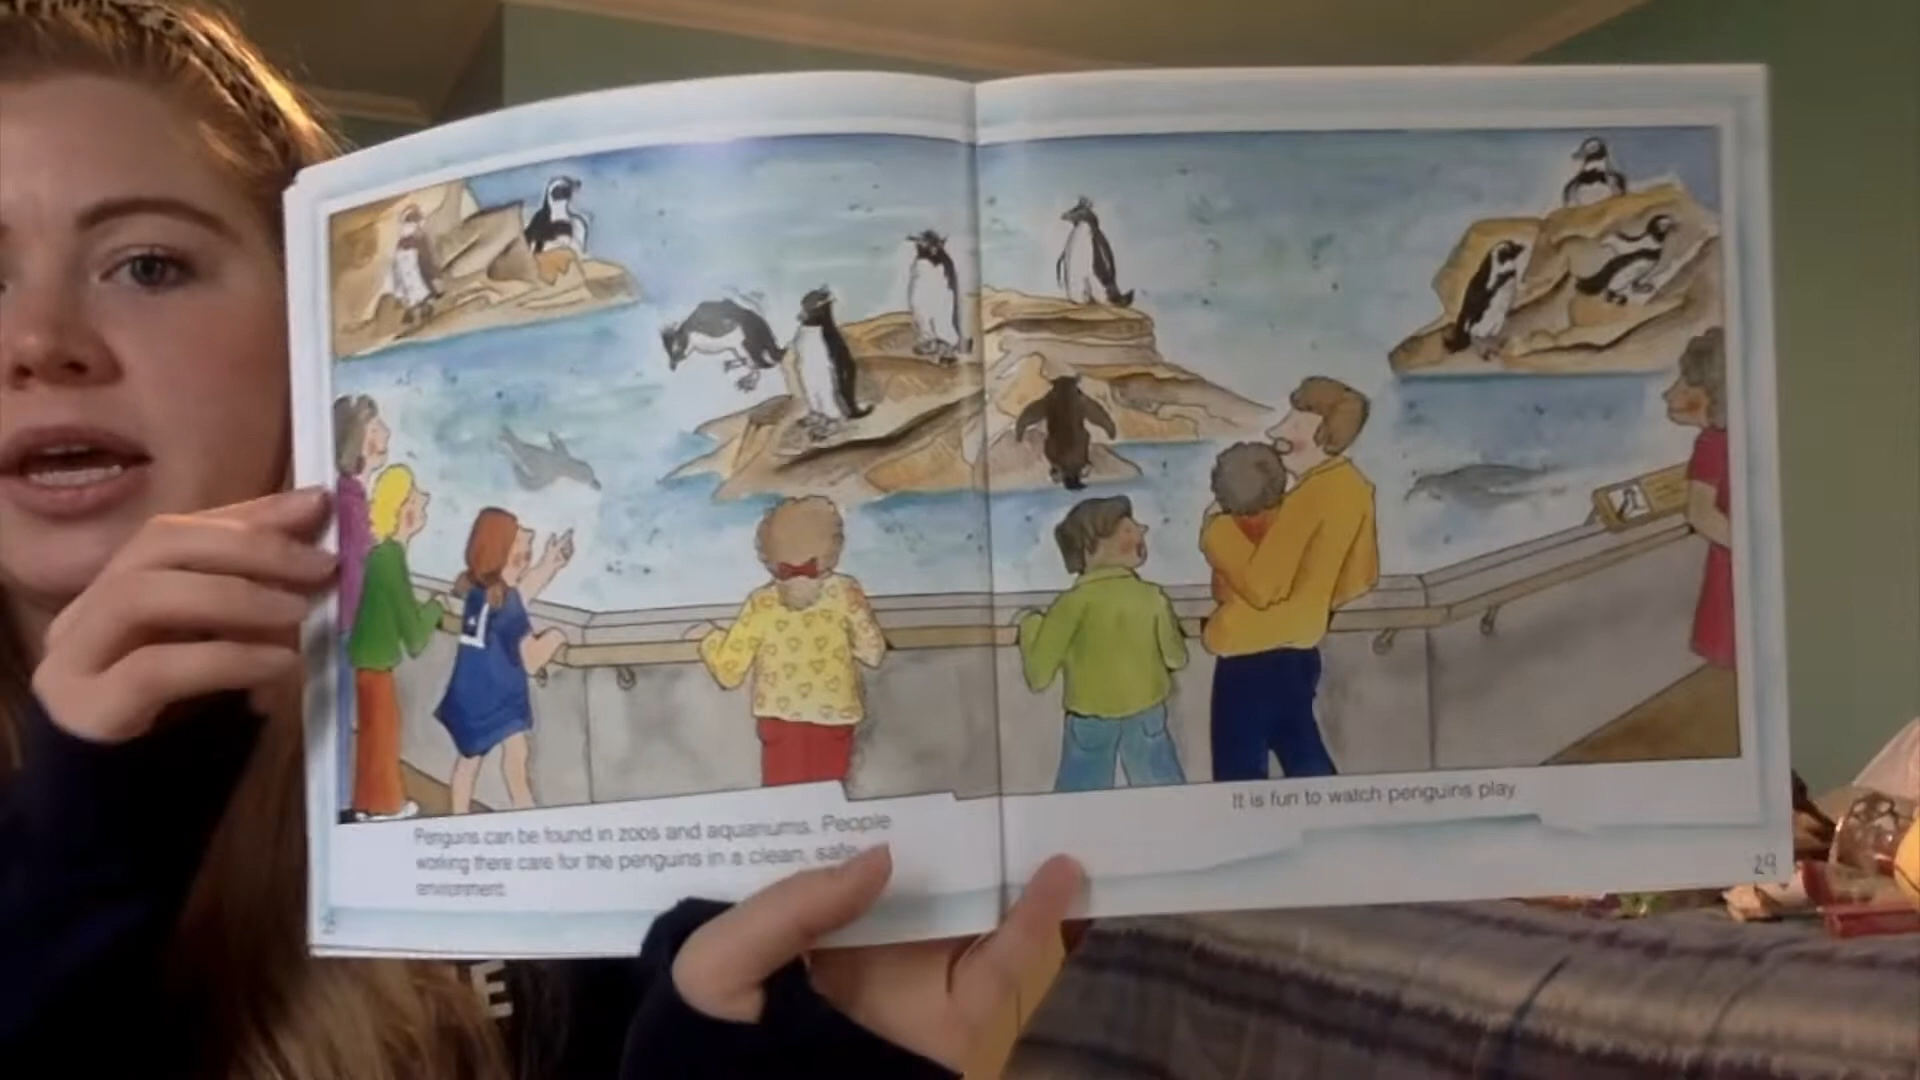 Penguins can be found in zoos and aquariums. People
working there care for the penguins in a clean, safe
environment.
It is fun to watch penguins play.
29
E